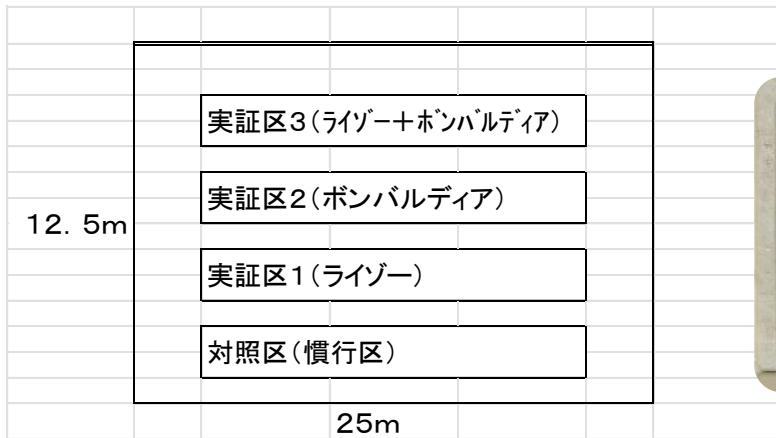 実証区3(ﾗｲｿﾞｰ＋ﾎﾞﾝﾊﾞﾙﾃﾞｨｱ)
実証区2(ボンバルディア)
12．5m
実証区1(ライゾー)
対照区(慣行区)
25m